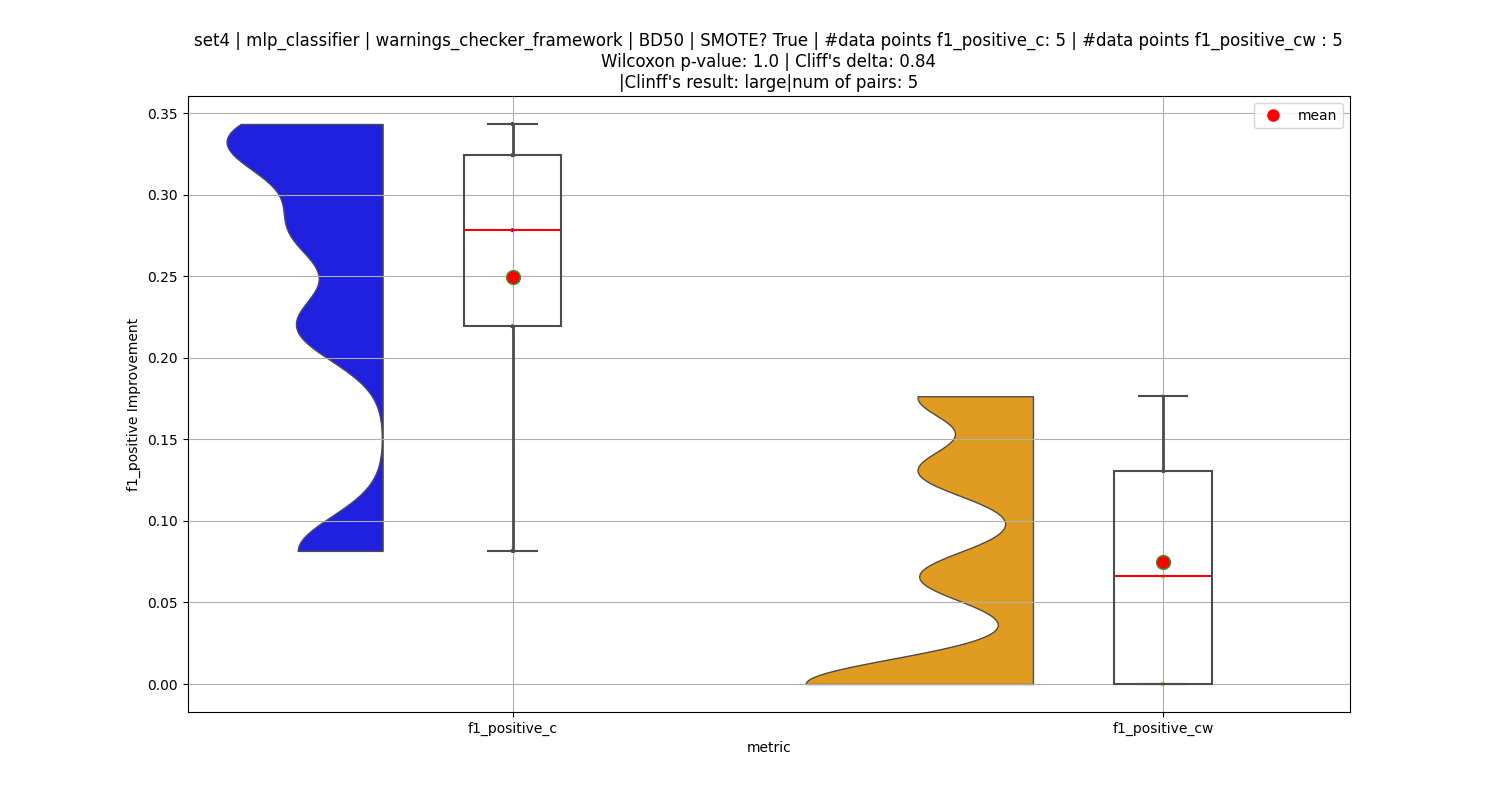 set4 | mlp_classifier | warnings_checker_framework | BD50 | SMOTE? True | #data points f1_positive_c: 5 | #data points f1_positive_cw : 5
Wilcoxon p-value: 1.0 | Cliff's delta: 0.84
|Clinff's result: large|num of pairs: 5
mean
0.35
0.30
0.25
0.20
0.15
0.10
0.05
0.00
f1_positive Improvement
f1_positive_c
f1_positive_cw
metric